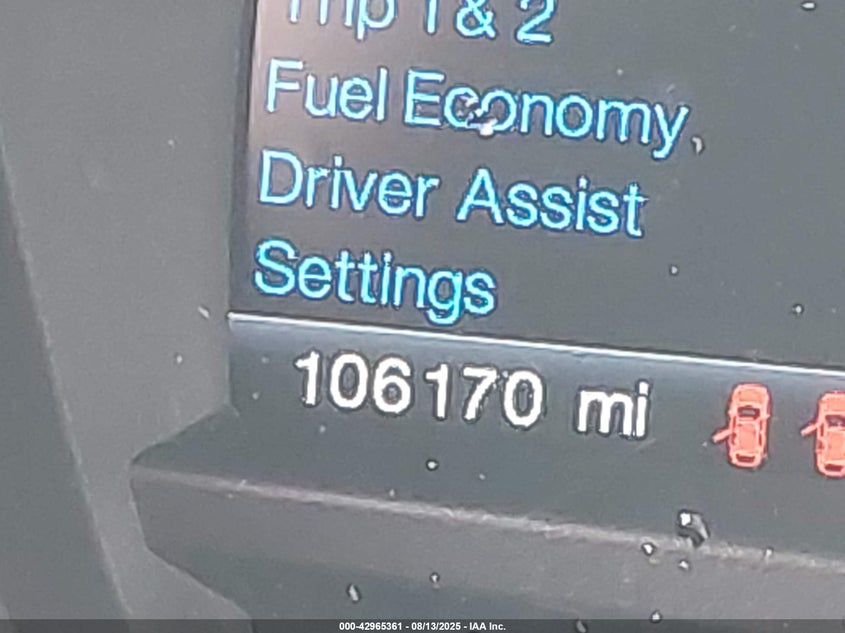 Trip 1 & 2
Fuel Economy
Driver Assist
Settings
106170 mi
000-42965361 - 08/13/2025 - IAA Inc.